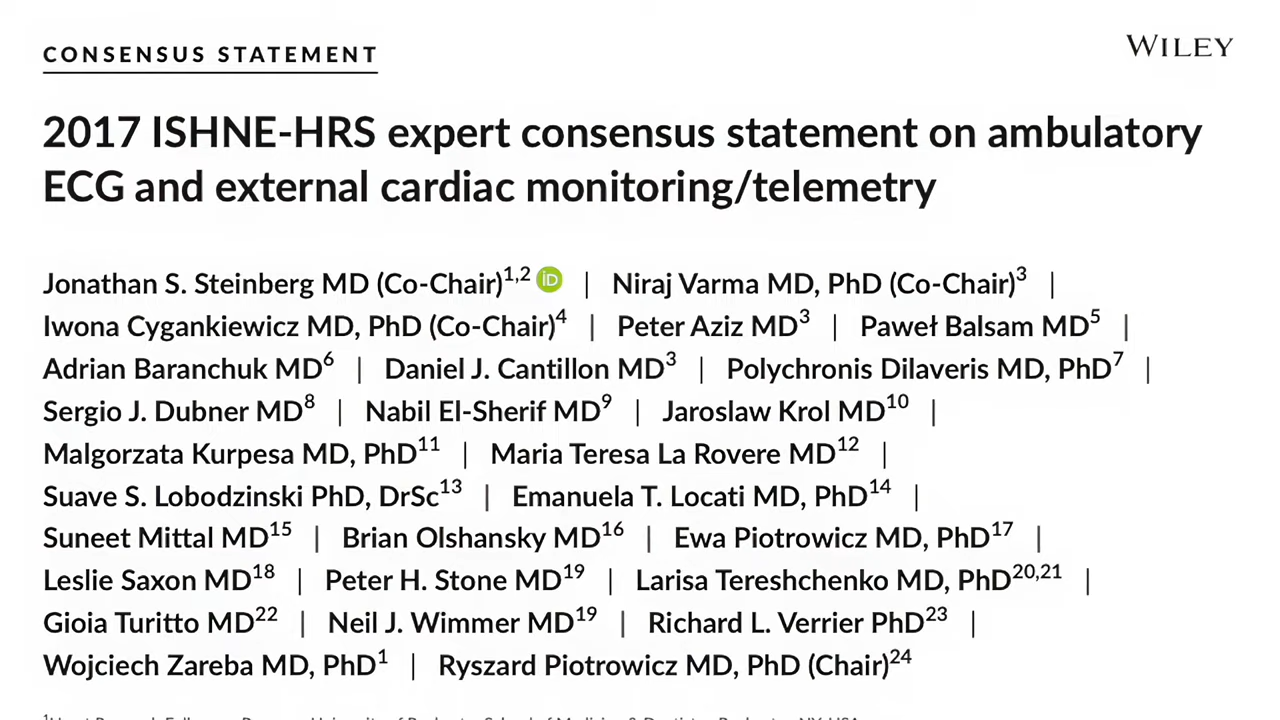 CONSENSUS STATEMENT
WILEY
2017 ISHNE-HRS expert consensus statement on ambulatory
ECG and external cardiac monitoring/telemetry
Jonathan S. Steinberg MD (Co-Chair)1,2 iD | Niraj Varma MD, PhD (Co-Chair)3 |
Iwona Cygankiewicz MD, PhD (Co-Chair)4 | Peter Aziz MD3 | Paweł Balsam MD5 |
Adrian Baranchuk MD6 | Daniel J. Cantillon MD3 | Polychronis Dilaveris MD, PhD7 |
Sergio J. Dubner MD8 | Nabil El-Sherif MD9 | Jaroslaw Krol MD10 |
Malgorzata Kurpesa MD, PhD11 | Maria Teresa La Rovere MD12 |
Suave S. Lobodzinski PhD, DrSc13 | Emanuela T. Locati MD, PhD14 |
Suneet Mittal MD15 | Brian Olshansky MD16 | Ewa Piotrowicz MD, PhD17 |
Leslie Saxon MD18 | Peter H. Stone MD19 | Larisa Tereshchenko MD, PhD20,21 |
Gioia Turitto MD22 | Neil J. Wimmer MD19 | Richard L. Verrier PhD23 |
Wojciech Zareba MD, PhD1 | Ryszard Piotrowicz MD, PhD (Chair)24